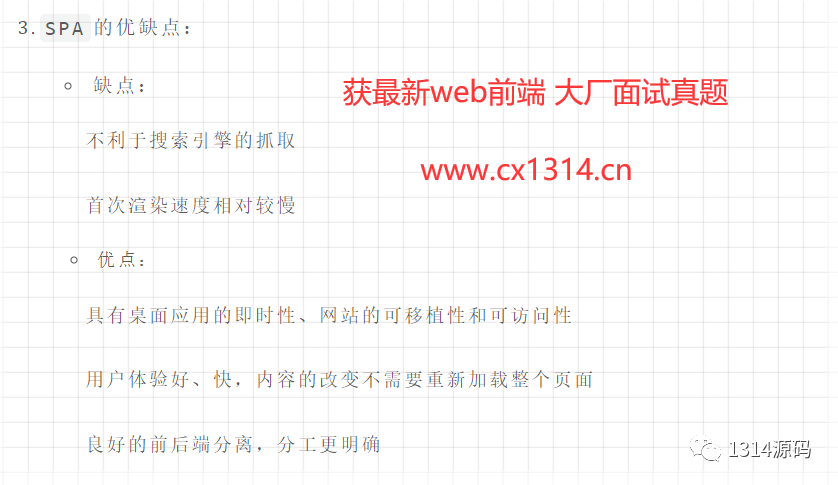 3. SPA的优缺点：
缺点：
获最新web前端 大厂面试真题
不利于搜索引擎的抓取
www.cx1314.cn
首次渲染速度相对较慢
优点：
具有桌面应用的即时性、网站的可移植性和可访问性
用户体验好、快，内容的改变不需要重新加载整个页面
良好的前后端分离，分工更明确
1314源码